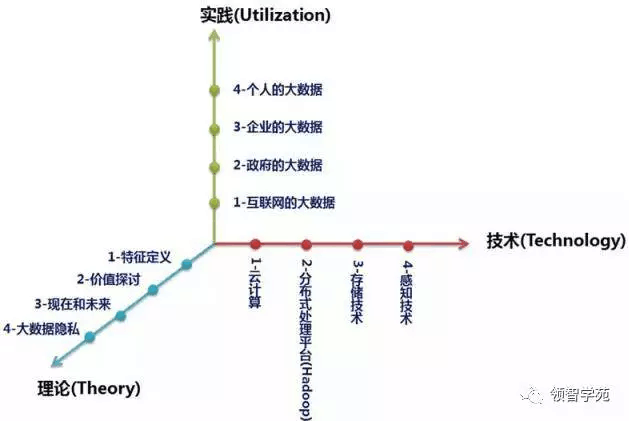 实践(Utilization)
4-个人的大数据
3-企业的大数据
2-政府的大数据
1-互联网的大数据
技术(Technology)
1-云计算
2-分布式处理平台(Hadoop)
3-存储技术
4-感知技术
1-特征定义
2-价值探讨
3-现在和未来
4-大数据隐私
理论(Theory)
领智学苑